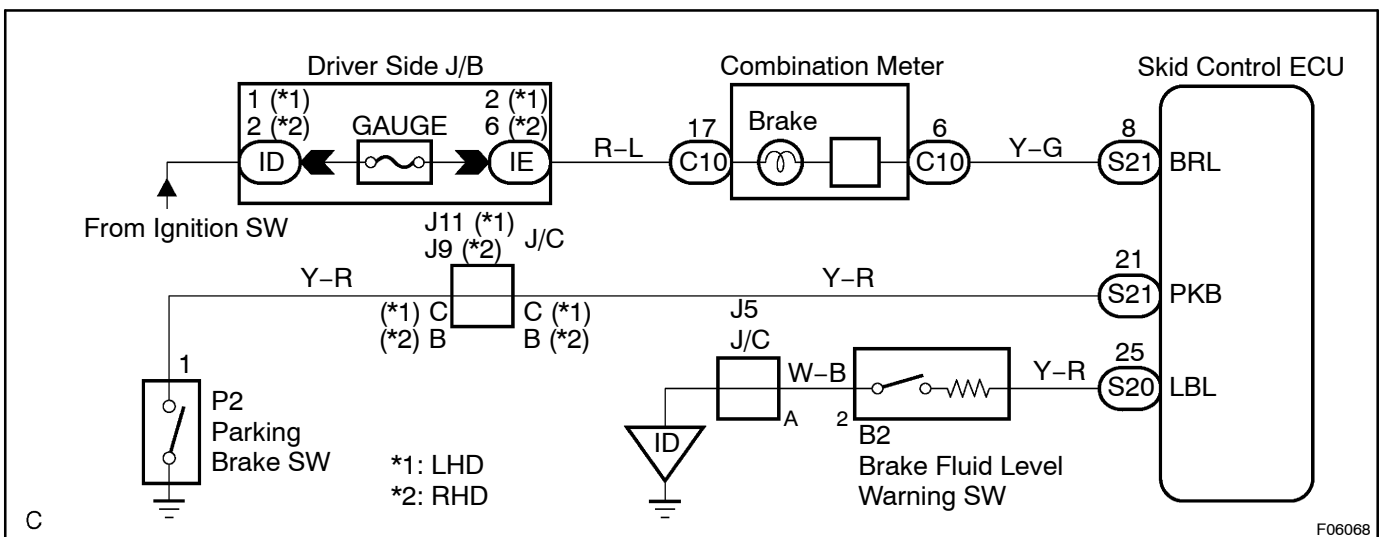 Driver Side J/B
Combination Meter
Skid Control ECU
1 (*1)
2 (*2)
GAUGE
2 (*1)
6 (*2)
ID
IE
R–L
17
C10
Brake
6
C10
Y–G
8
S21
BRL
From Ignition SW
J11 (*1)
J9 (*2)
J/C
Y–R
(*1) C
(*2) B
C (*1)
B (*2)
Y–R
21
S21
PKB
J5
J/C
A
W–B
2
B2
Brake Fluid Level
Warning SW
Y–R
25
S20
LBL
1
P2
Parking
Brake SW
ID
*1: LHD
*2: RHD
C
F06068